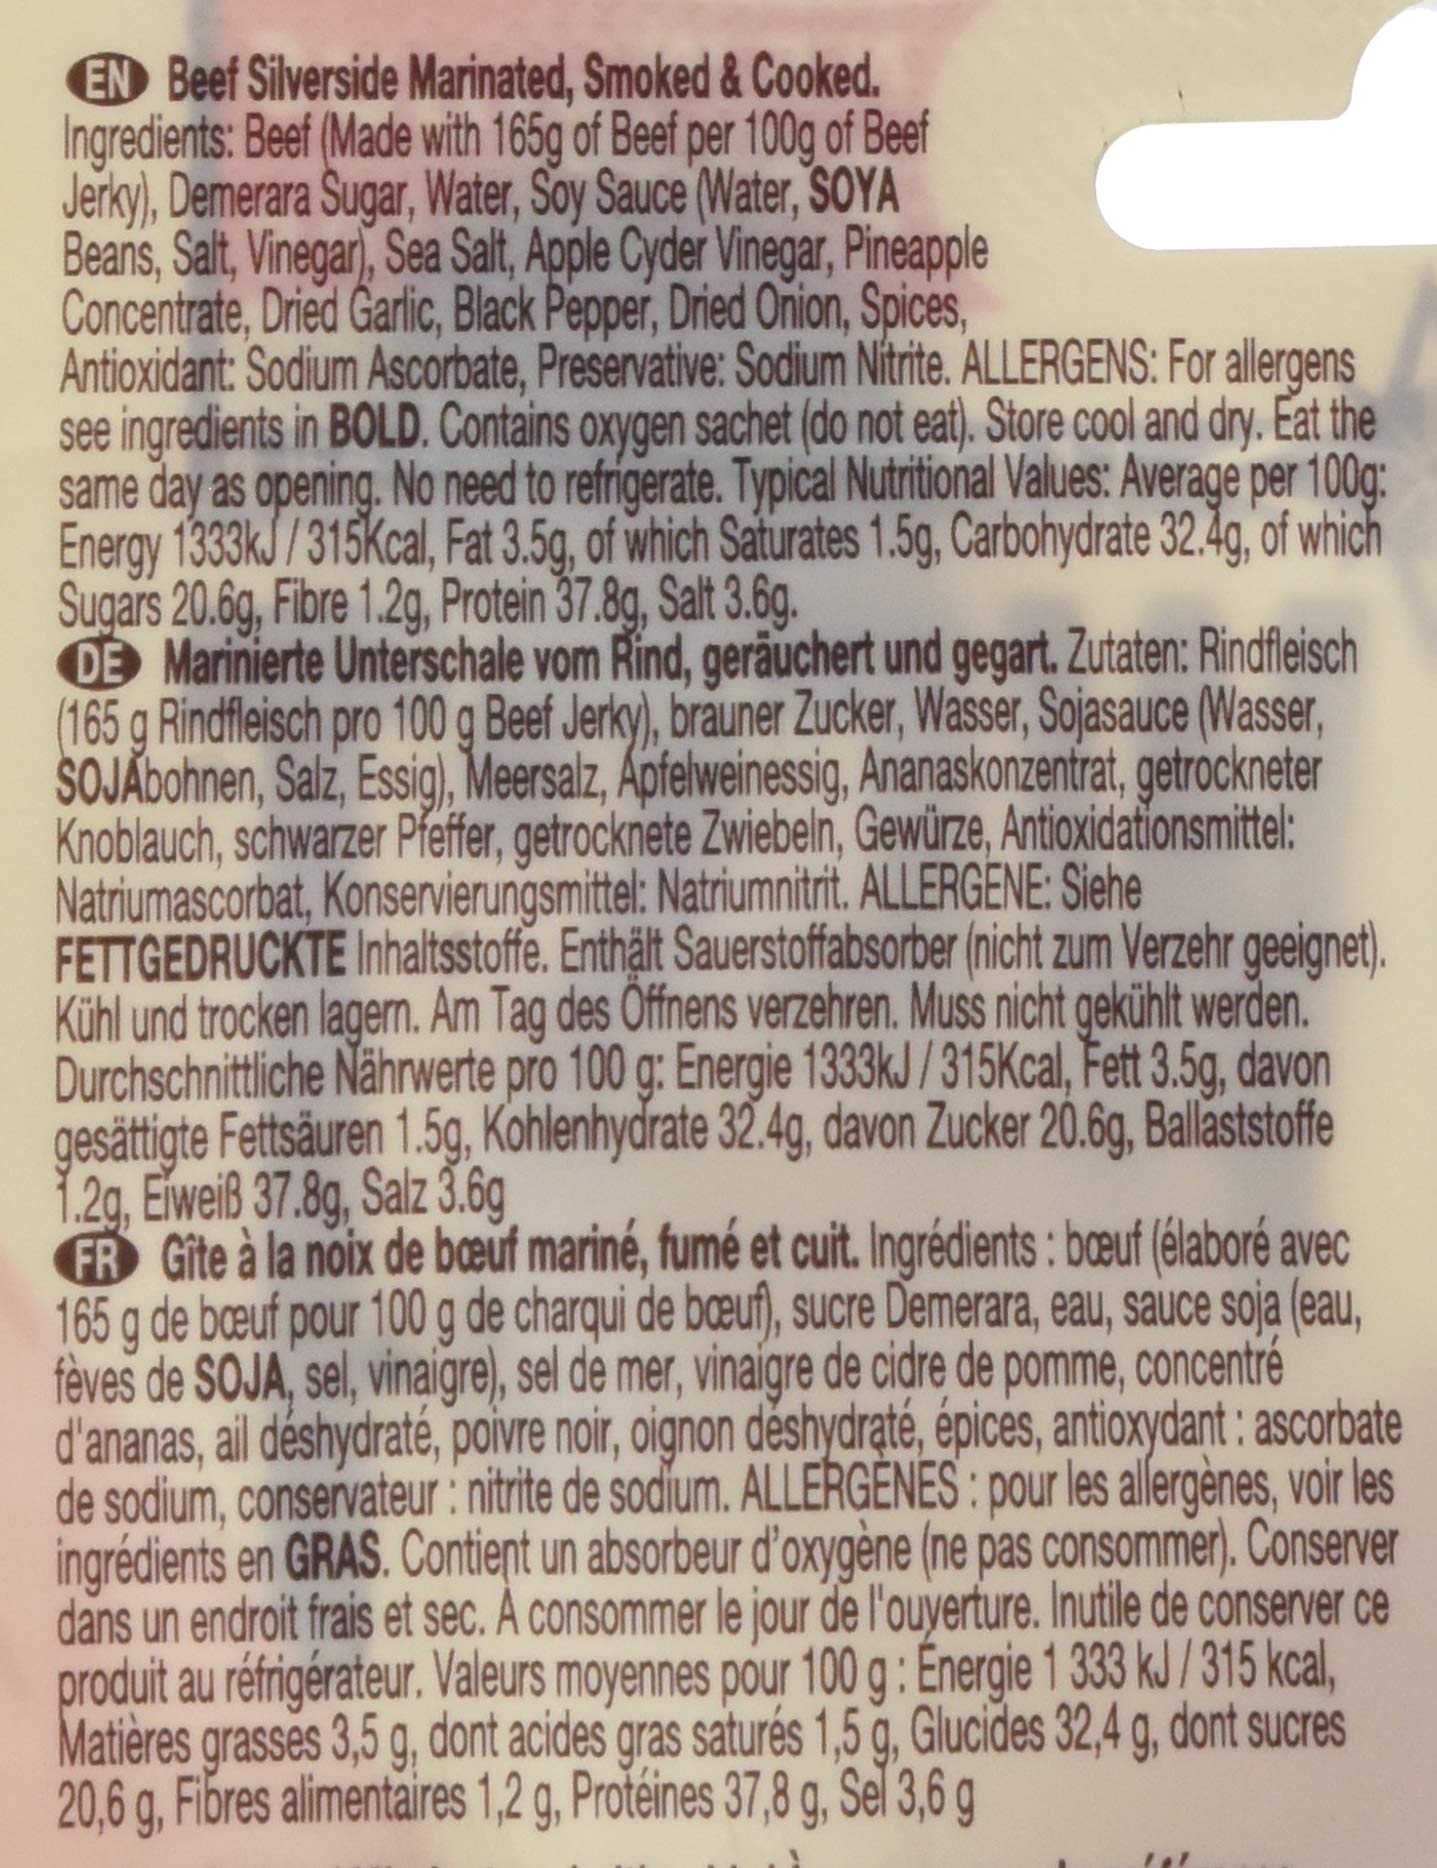 EN Beef Silverside Marinated, Smoked & Cooked.
Ingredients: Beef (Made with 165g of Beef per 100g of Beef
Jerky), Demerara Sugar, Water, Soy Sauce (Water, SOYA
Beans, Salt, Vinegar), Sea Salt, Apple Cyder Vinegar, Pineapple
Concentrate, Dried Garlic, Black Pepper, Dried Onion, Spices,
Antioxidant: Sodium Ascorbate, Preservative: Sodium Nitrite. ALLERGENS: For allergens
see ingredients in BOLD. Contains oxygen sachet (do not eat). Store cool and dry. Eat the
same day as opening. No need to refrigerate. Typical Nutritional Values: Average per 100g:
Energy 1333kJ / 315Kcal, Fat 3.5g, of which Saturates 1.5g, Carbohydrate 32.4g, of which
Sugars 20.6g, Fibre 1.2g, Protein 37.8g, Salt 3.6g.
DE Marinierte Unterschale vom Rind, geräuchert und gegart. Zutaten: Rindfleisch
(165 g Rindfleisch pro 100 g Beef Jerky), brauner Zucker, Wasser, Sojasauce (Wasser,
SOJAbohnen, Salz, Essig), Meersalz, Apfelweinessig, Ananaskonzentrat, getrockneter
Knoblauch, schwarzer Pfeffer, getrocknete Zwiebeln, Gewürze, Antioxidationsmittel:
Natriumascorbat, Konservierungsmittel: Natriumnitrit. ALLERGENE: Siehe
FETTGEDRUCKTE Inhaltsstoffe. Enthält Sauerstoffabsorber (nicht zum Verzehr geeignet).
Kühl und trocken lagern. Am Tag des Öffnens verzehren. Muss nicht gekühlt werden.
Durchschnittliche Nährwerte pro 100 g: Energie 1333kJ / 315Kcal, Fett 3.5g, davon
gesättigte Fettsäuren 1.5g, Kohlenhydrate 32.4g, davon Zucker 20.6g, Ballaststoffe
1.2g, Eiweiß 37.8g, Salz 3.6g
FR Gîte à la noix de bœuf mariné, fumé et cuit. Ingrédients : bœuf (élaboré avec
165 g de bœuf pour 100 g de charqui de bœuf), sucre Demerara, eau, sauce soja (eau,
fèves de SOJA, sel, vinaigre), sel de mer, vinaigre de cidre de pomme, concentré
d'ananas, ail déshydraté, poivre noir, oignon déshydraté, épices, antioxydant : ascorbate
de sodium, conservateur : nitrite de sodium. ALLERGÈNES : pour les allergènes, voir les
ingrédients en GRAS. Contient un absorbeur d'oxygène (ne pas consommer). Conserver
dans un endroit frais et sec. À consommer le jour de l'ouverture. Inutile de conserver ce
produit au réfrigérateur. Valeurs moyennes pour 100 g : Énergie 1 333 kJ / 315 kcal,
Matières grasses 3,5 g, dont acides gras saturés 1,5 g, Glucides 32,4 g, dont sucres
20,6 g, Fibres alimentaires 1,2 g, Protéines 37,8 g, Sel 3,6 g